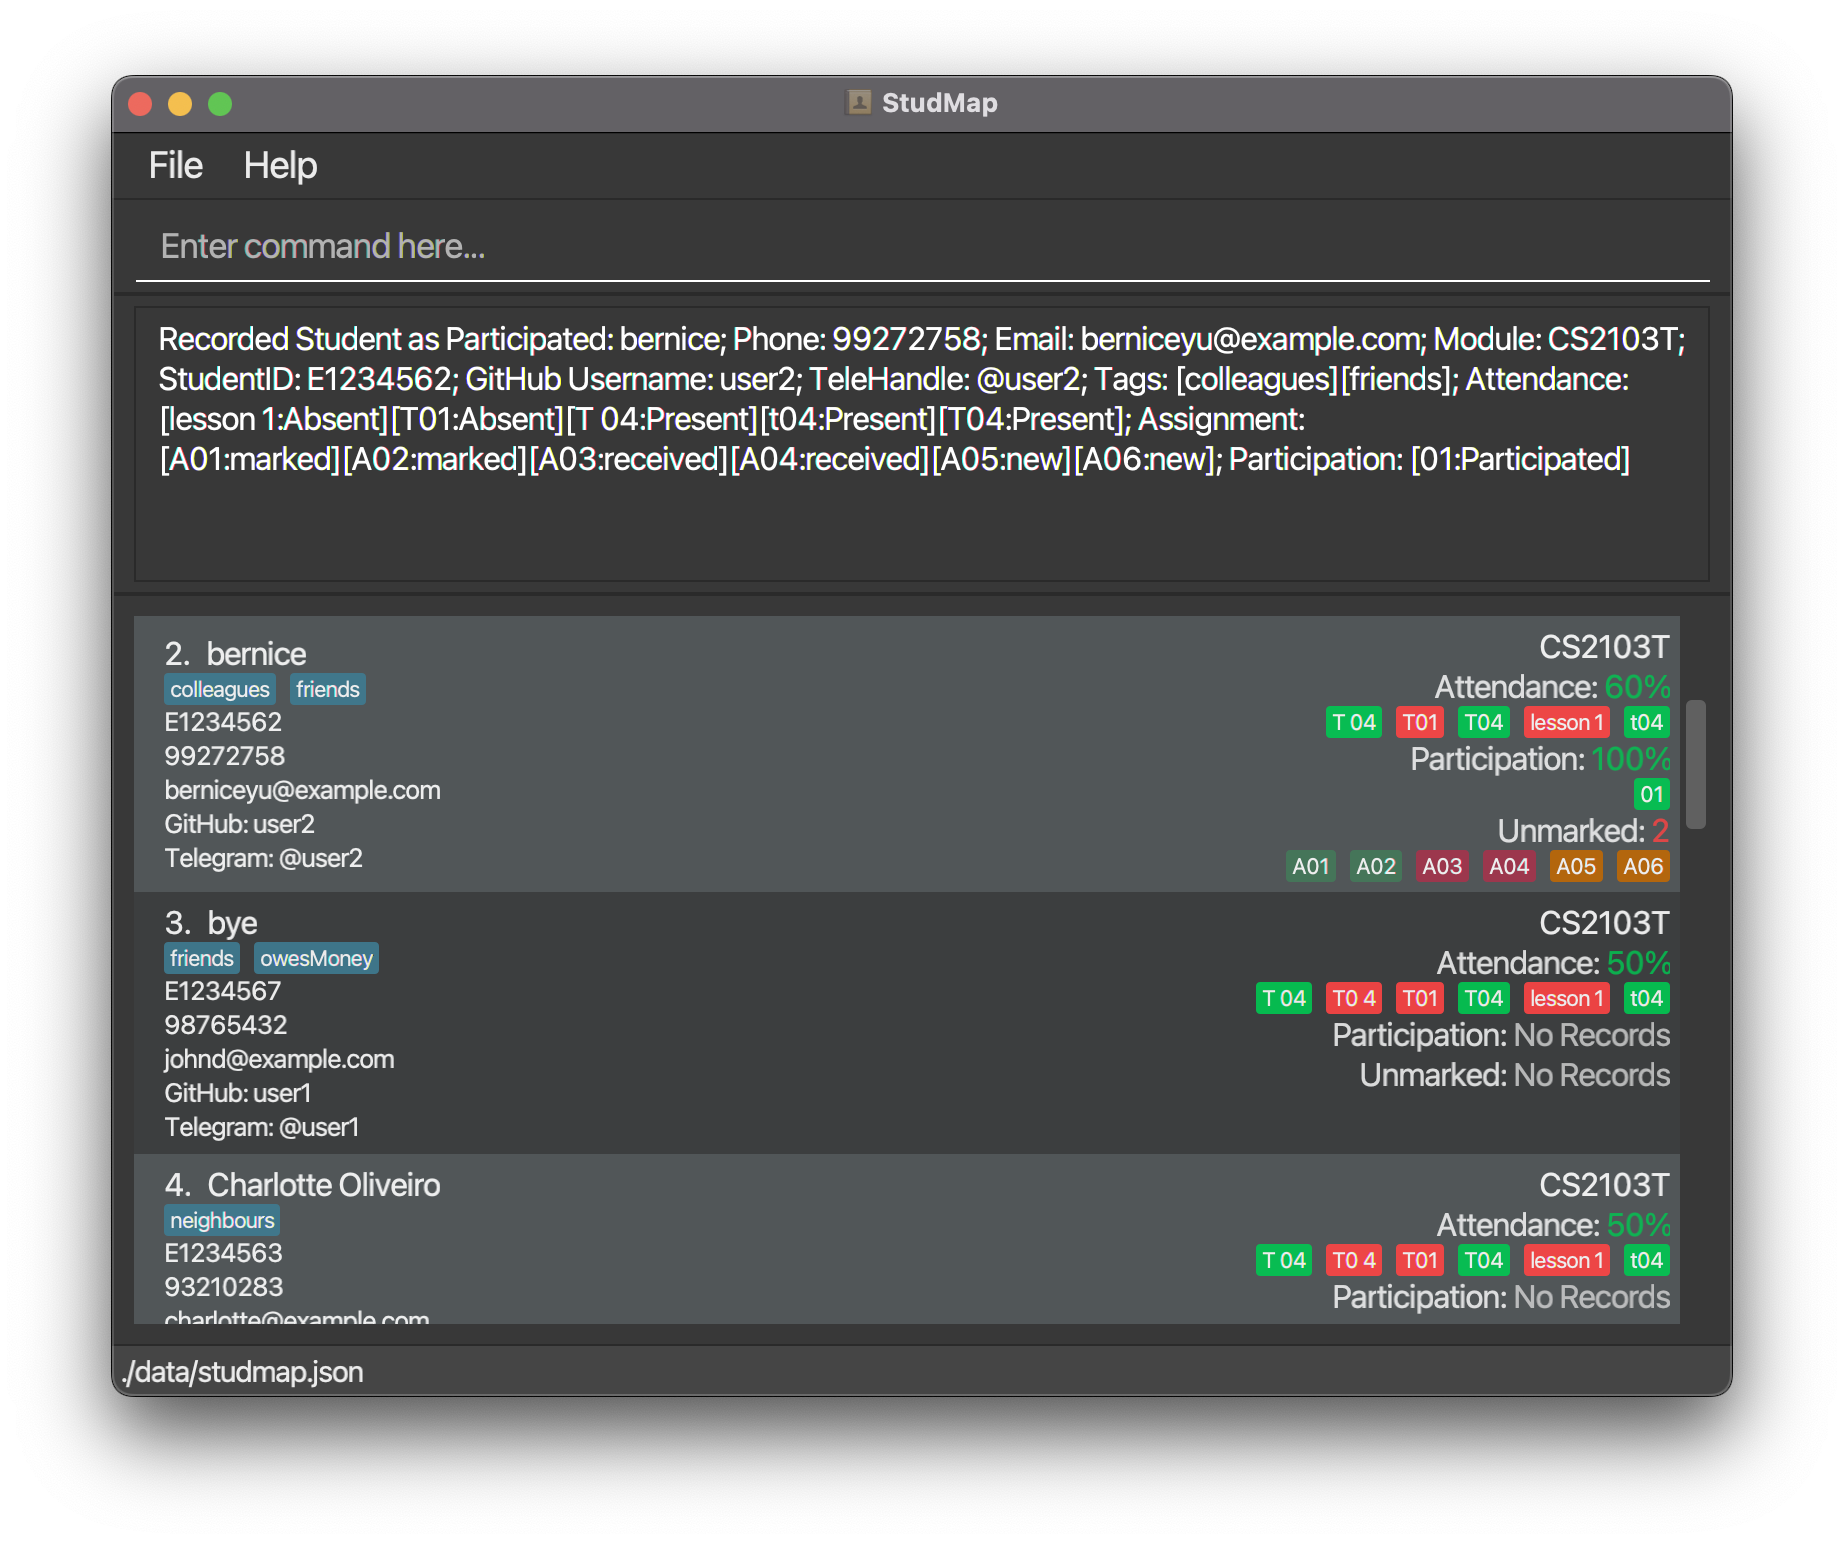 StudMap
File Help
Enter command here...
Recorded Student as Participated: bernice; Phone: 99272758; Email: berniceyu@example.com; Module: CS2103T;
StudentID: E1234562; GitHub Username: user2; TeleHandle: @user2; Tags: [colleagues][friends]; Attendance:
[lesson 1:Absent][T01:Absent][T 04:Present][t04:Present][T04:Present]; Assignment:
[A01:marked][A02:marked][A03:received][A04:received][A05:new][A06:new]; Participation: [01:Participated]
2. bernice
colleagues friends
E1234562
99272758
berniceyu@example.com
GitHub: user2
Telegram: @user2
CS2103T
Attendance: 60%
T 04 T01 T04 lesson 1 t04
Participation: 100%
01
Unmarked: 2
A01 A02 A03 A04 A05 A06
3. bye
friends owesMoney
E1234567
98765432
johnd@example.com
GitHub: user1
Telegram: @user1
CS2103T
Attendance: 50%
T 04 T0 4 T01 T04 lesson 1 t04
Participation: No Records
Unmarked: No Records
4. Charlotte Oliveiro
neighbours
E1234563
93210283
charlotte@example.com
CS2103T
Attendance: 50%
T 04 T0 4 T01 T04 lesson 1 t04
Participation: No Records
./data/studmap.json